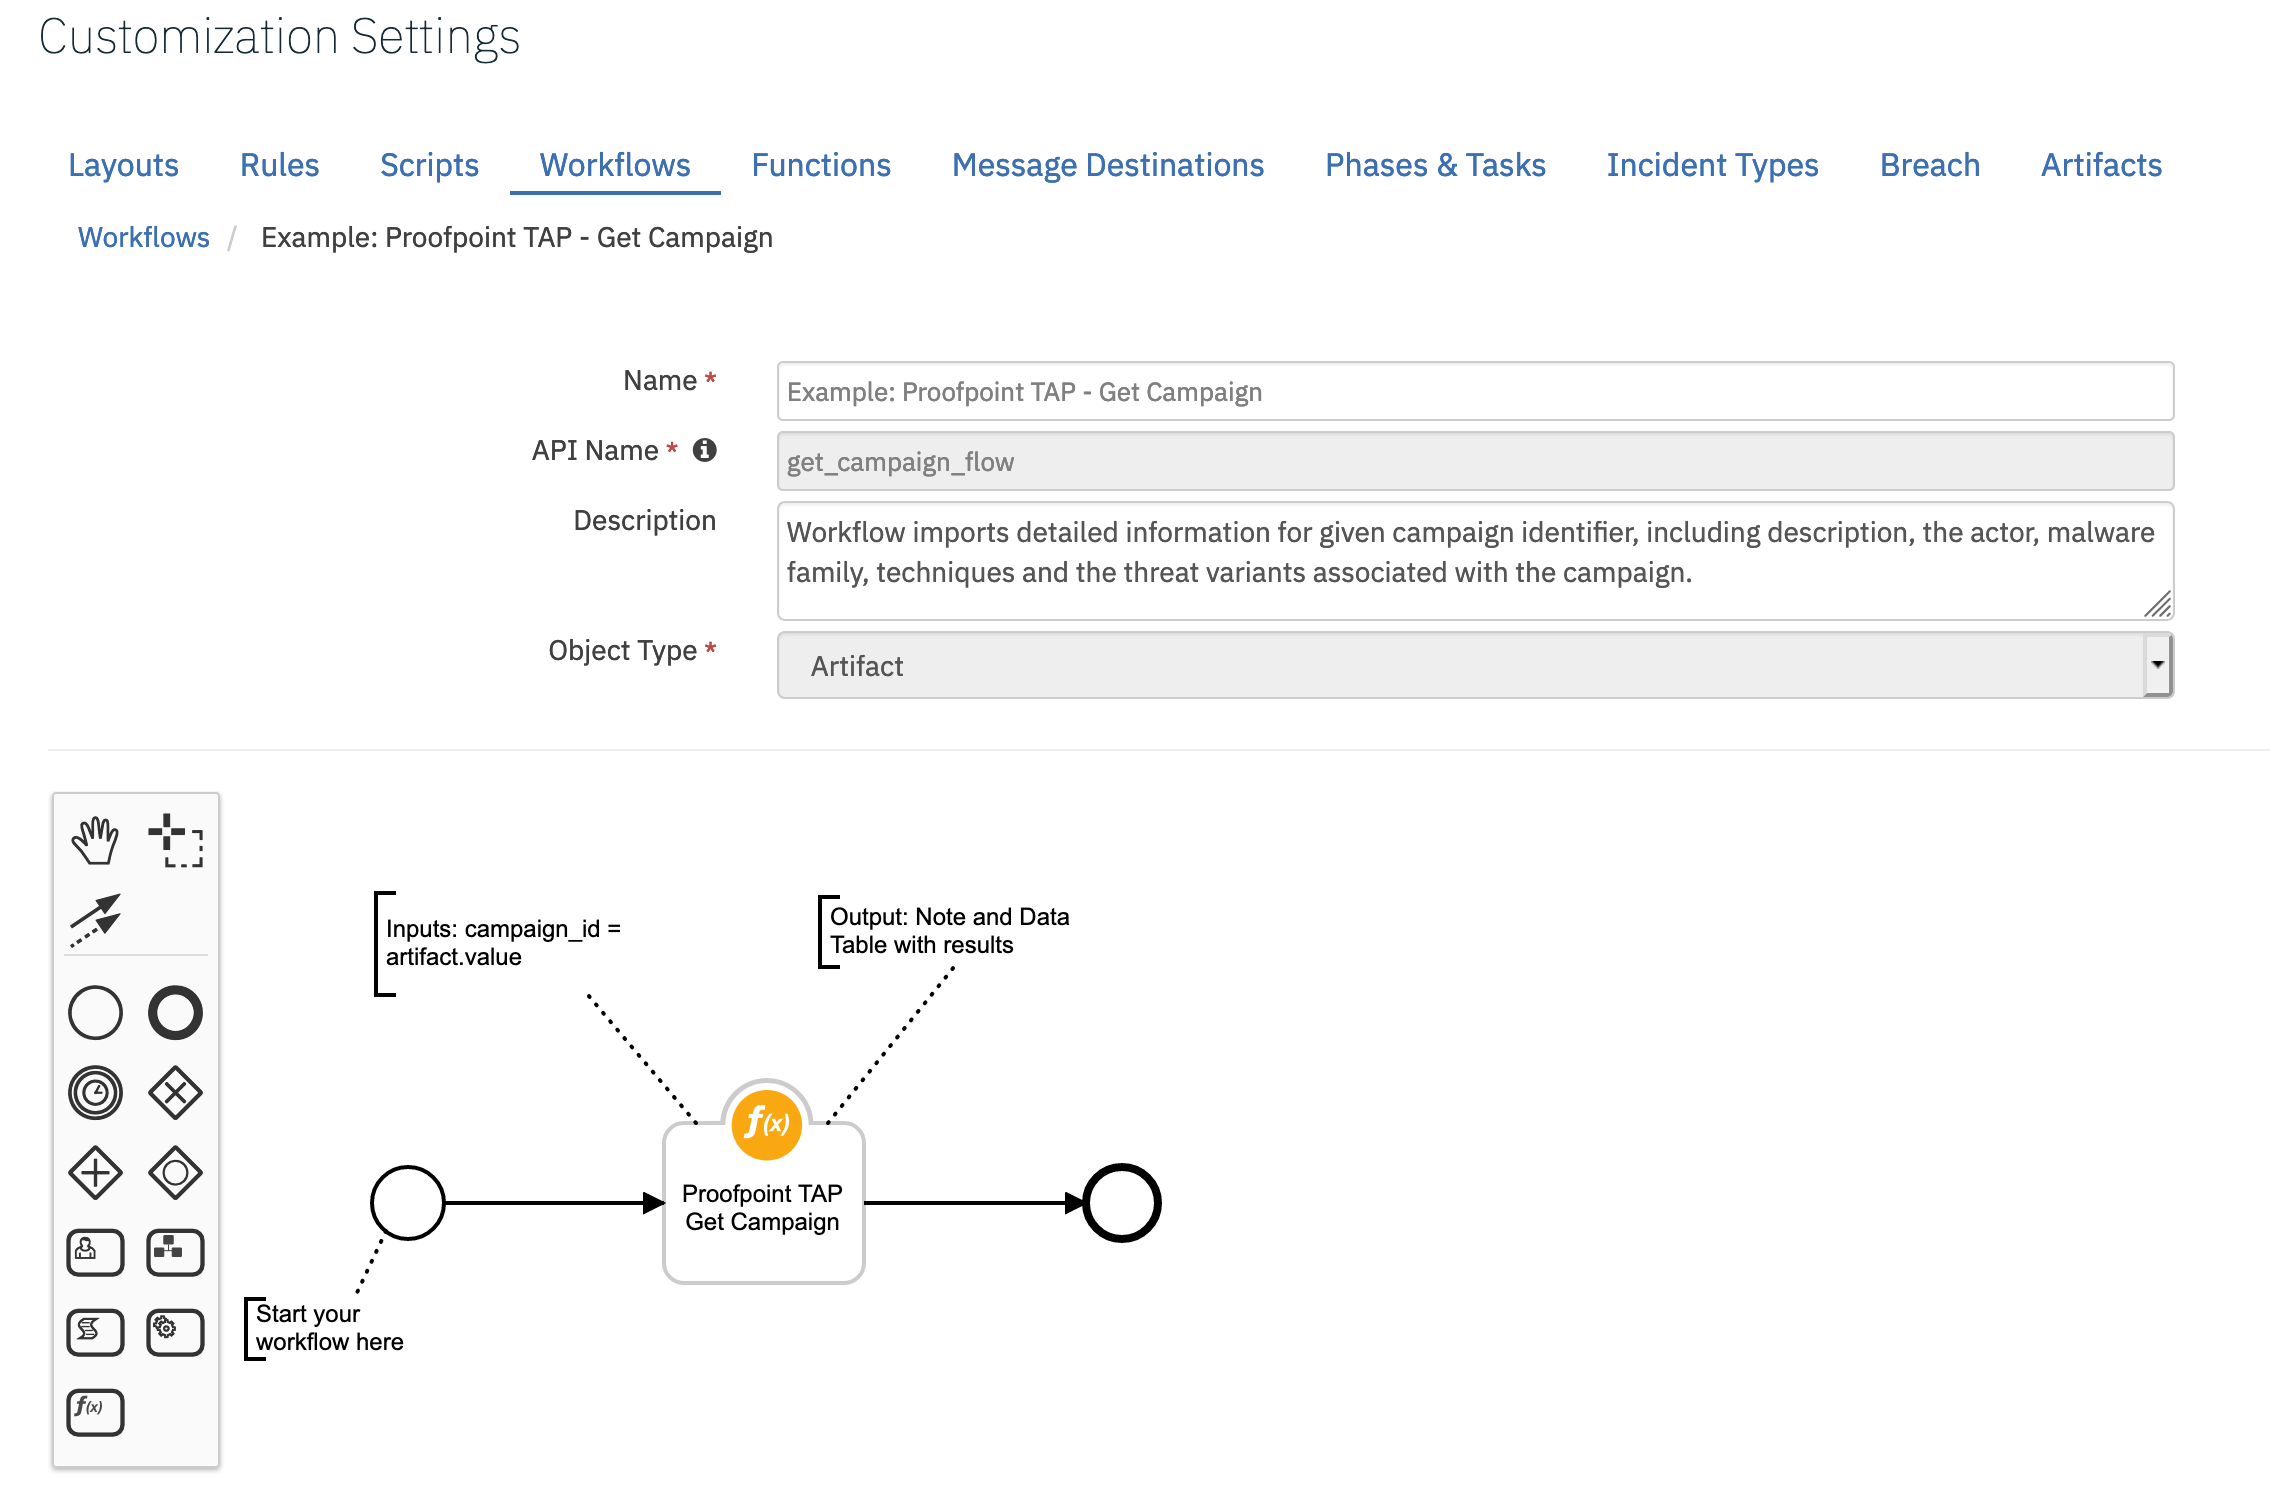 Customization Settings
Layouts Rules Scripts Workflows Functions Message Destinations Phases & Tasks Incident Types Breach Artifacts
Workflows / Example: Proofpoint TAP - Get Campaign
Name *
Example: Proofpoint TAP - Get Campaign
API Name *
get_campaign_flow
Description
Workflow imports detailed information for given campaign identifier, including description, the actor, malware
family, techniques and the threat variants associated with the campaign.
Object Type *
Artifact
Inputs: campaign_id =
artifact.value
Output: Note and Data
Table with results
f(x)
Proofpoint TAP
Get Campaign
Start your
workflow here
f(x)